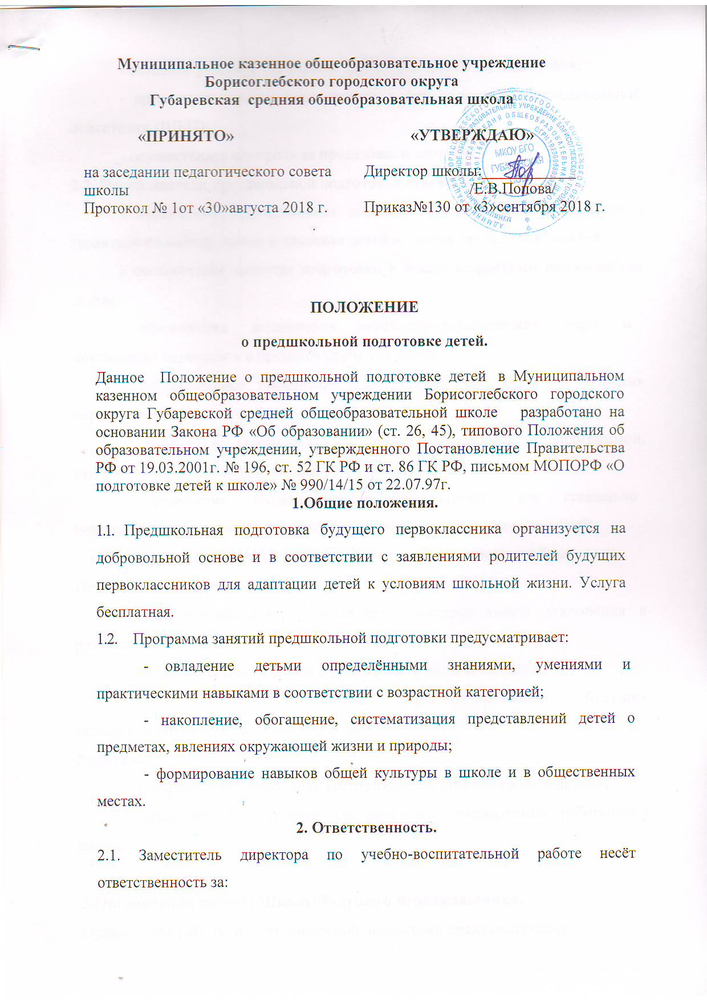 Муниципальное казенное общеобразовательное учреждение
Борисоглебского городского округа
Губаревская средняя общеобразовательная школа
«ПРИНЯТО»
на заседании педагогического совета
школы
Протокол № 1от «30»августа 2018 г.
«УТВЕРЖДАЮ»
Директор школы:
/Е.В.Попова/
Приказ№130 от «3»сентября 2018 г.
МКОУ БГО
ГУБАРЕВСКАЯ
СОШ
ПОЛОЖЕНИЕ
о предшкольной подготовке детей.
Данное Положение о предшкольной подготовке детей в Муниципальном
казенном общеобразовательном учреждении Борисоглебского городского
округа Губаревской средней общеобразовательной школе разработано на
основании Закона РФ «Об образовании» (ст. 26, 45), типового Положения об
образовательном учреждении, утвержденного Постановление Правительства
РФ от 19.03.2001г. № 196, ст. 52 ГК РФ и ст. 86 ГК РФ, письмом МОПОРФ «О
подготовке детей к школе» № 990/14/15 от 22.07.97г.
1.Общие положения.
1.1. Предшкольная подготовка будущего первоклассника организуется на
добровольной основе и в соответствии с заявлениями родителей будущих
первоклассников для адаптации детей к условиям школьной жизни. Услуга
бесплатная.
1.2. Программа занятий предшкольной подготовки предусматривает:
- овладение детьми определёнными знаниями, умениями и
практическими навыками в соответствии с возрастной категорией;
- накопление, обогащение, систематизация представлений детей о
предметах, явлениях окружающей жизни и природы;
- формирование навыков общей культуры в школе и в общественных
местах.
2. Ответственность.
2.1. Заместитель директора по учебно-воспитательной работе несёт
ответственность за: